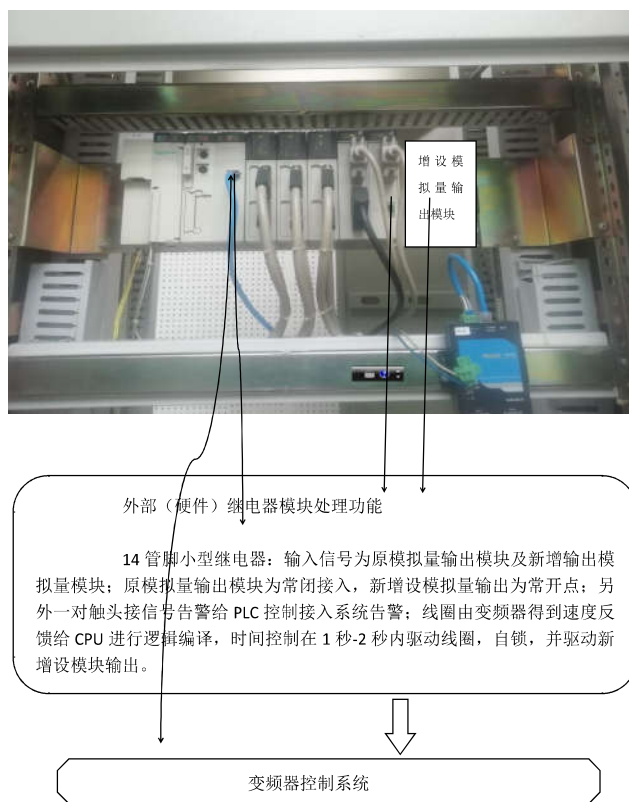 增设模
拟量输
出模块
外部（硬件）继电器模块处理功能
14 管脚小型继电器：输入信号为原模拟量输出模块及新增输出模
拟量模块；原模拟量输出模块为常闭接入，新增设模拟量输出为常开点；另
外一对触头接信号告警给 PLC 控制接入系统告警；线圈由变频器得到速度反
馈给 CPU 进行逻辑编译，时间控制在 1 秒-2 秒内驱动线圈，自锁，并驱动新
增设模块输出。
变频器控制系统